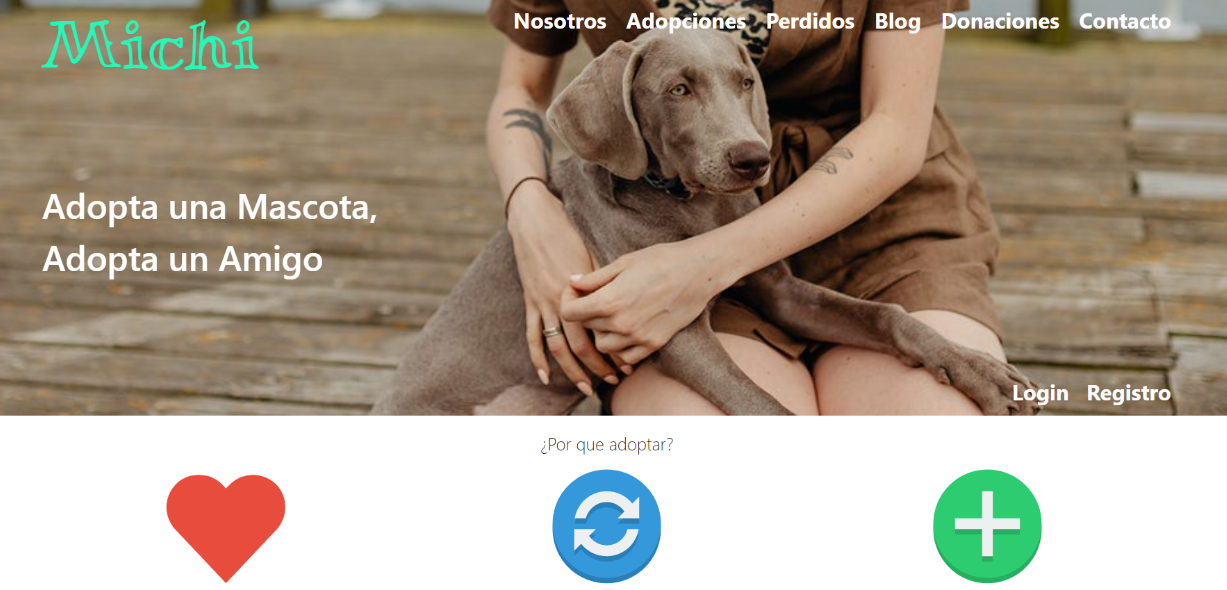 Michi
Nosotros Adopciones Perdidos Blog Donaciones Contacto
Adopta una Mascota,
Adopta un Amigo
Login Registro
¿Por que adoptar?